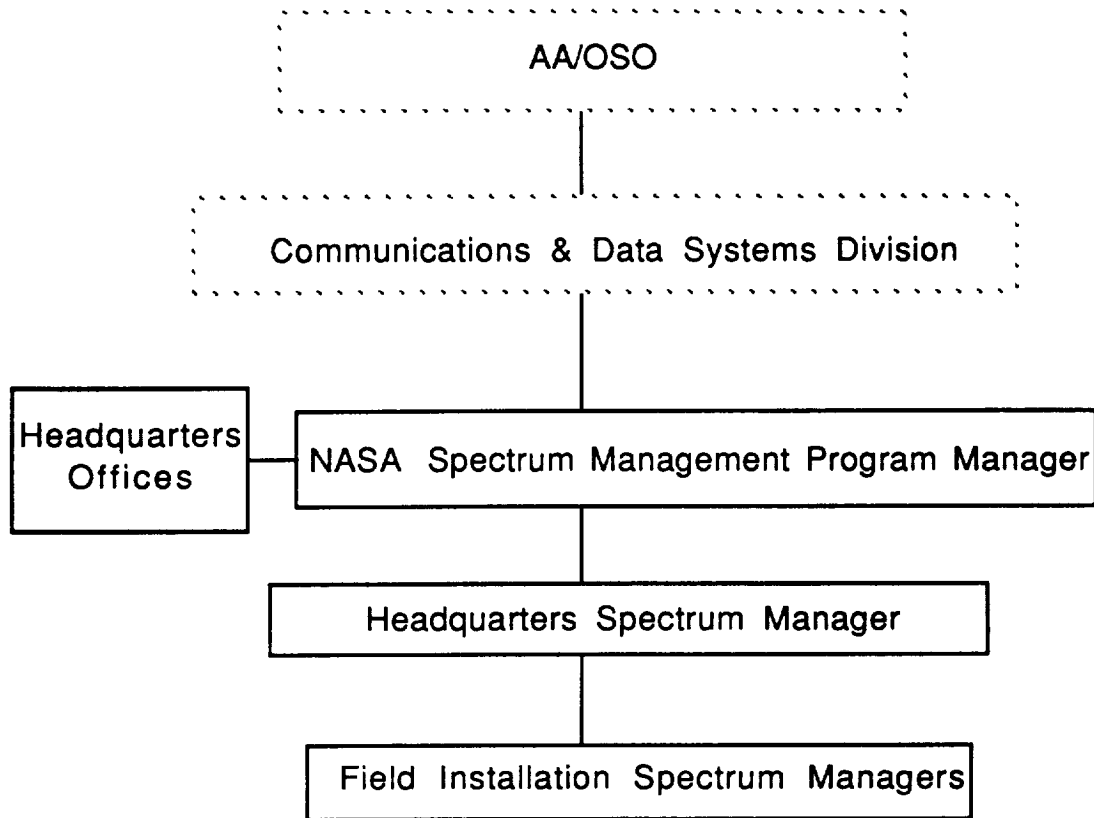 AA/OSO
Communications & Data Systems Division
Headquarters
Offices
NASA Spectrum Management Program Manager
Headquarters Spectrum Manager
Field Installation Spectrum Managers